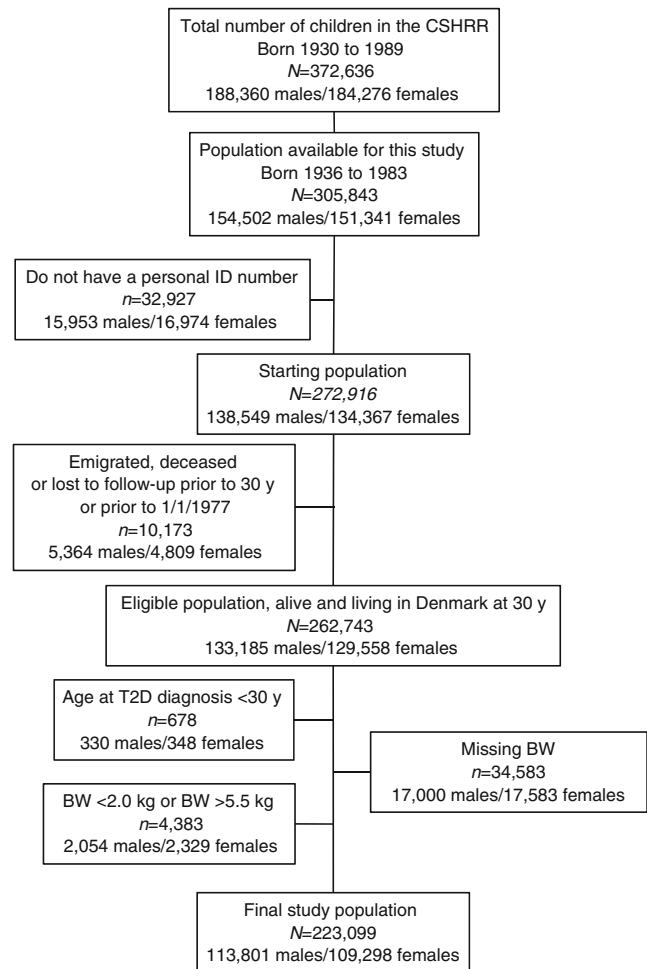 Total number of children in the CSHRR
Born 1930 to 1989
N=372,636
188,360 males/184,276 females
Population available for this study
Born 1936 to 1983
N=305,843
154,502 males/151,341 females
Do not have a personal ID number
n=32,927
15,953 males/16,974 females
Starting population
N=272,916
138,549 males/134,367 females
Emigrated, deceased
or lost to follow-up prior to 30 y
or prior to 1/1/1977
n=10,173
5,364 males/4,809 females
Eligible population, alive and living in Denmark at 30 y
N=262,743
133,185 males/129,558 females
Age at T2D diagnosis <30 y
n=678
330 males/348 females
Missing BW
n=34,583
17,000 males/17,583 females
BW <2.0 kg or BW >5.5 kg
n=4,383
2,054 males/2,329 females
Final study population
N=223,099
113,801 males/109,298 females